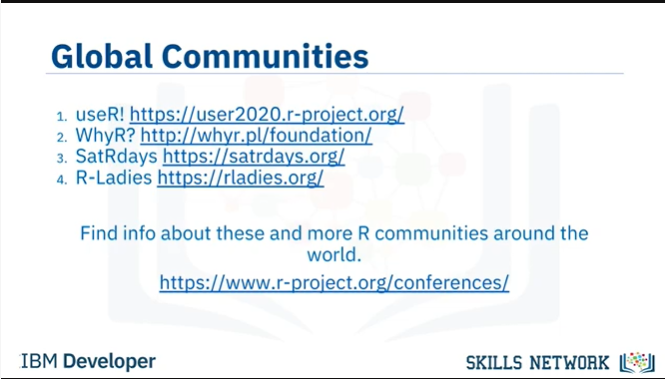 Global Communities
1. useR! https://user2020.r-project.org/
2. WhyR? http://whyr.pl/foundation/
3. SatRdays https://satrdays.org/
4. R-Ladies https://rladies.org/
Find info about these and more R communities around the
world.
https://www.r-project.org/conferences/
IBM Developer
SKILLS NETWORK